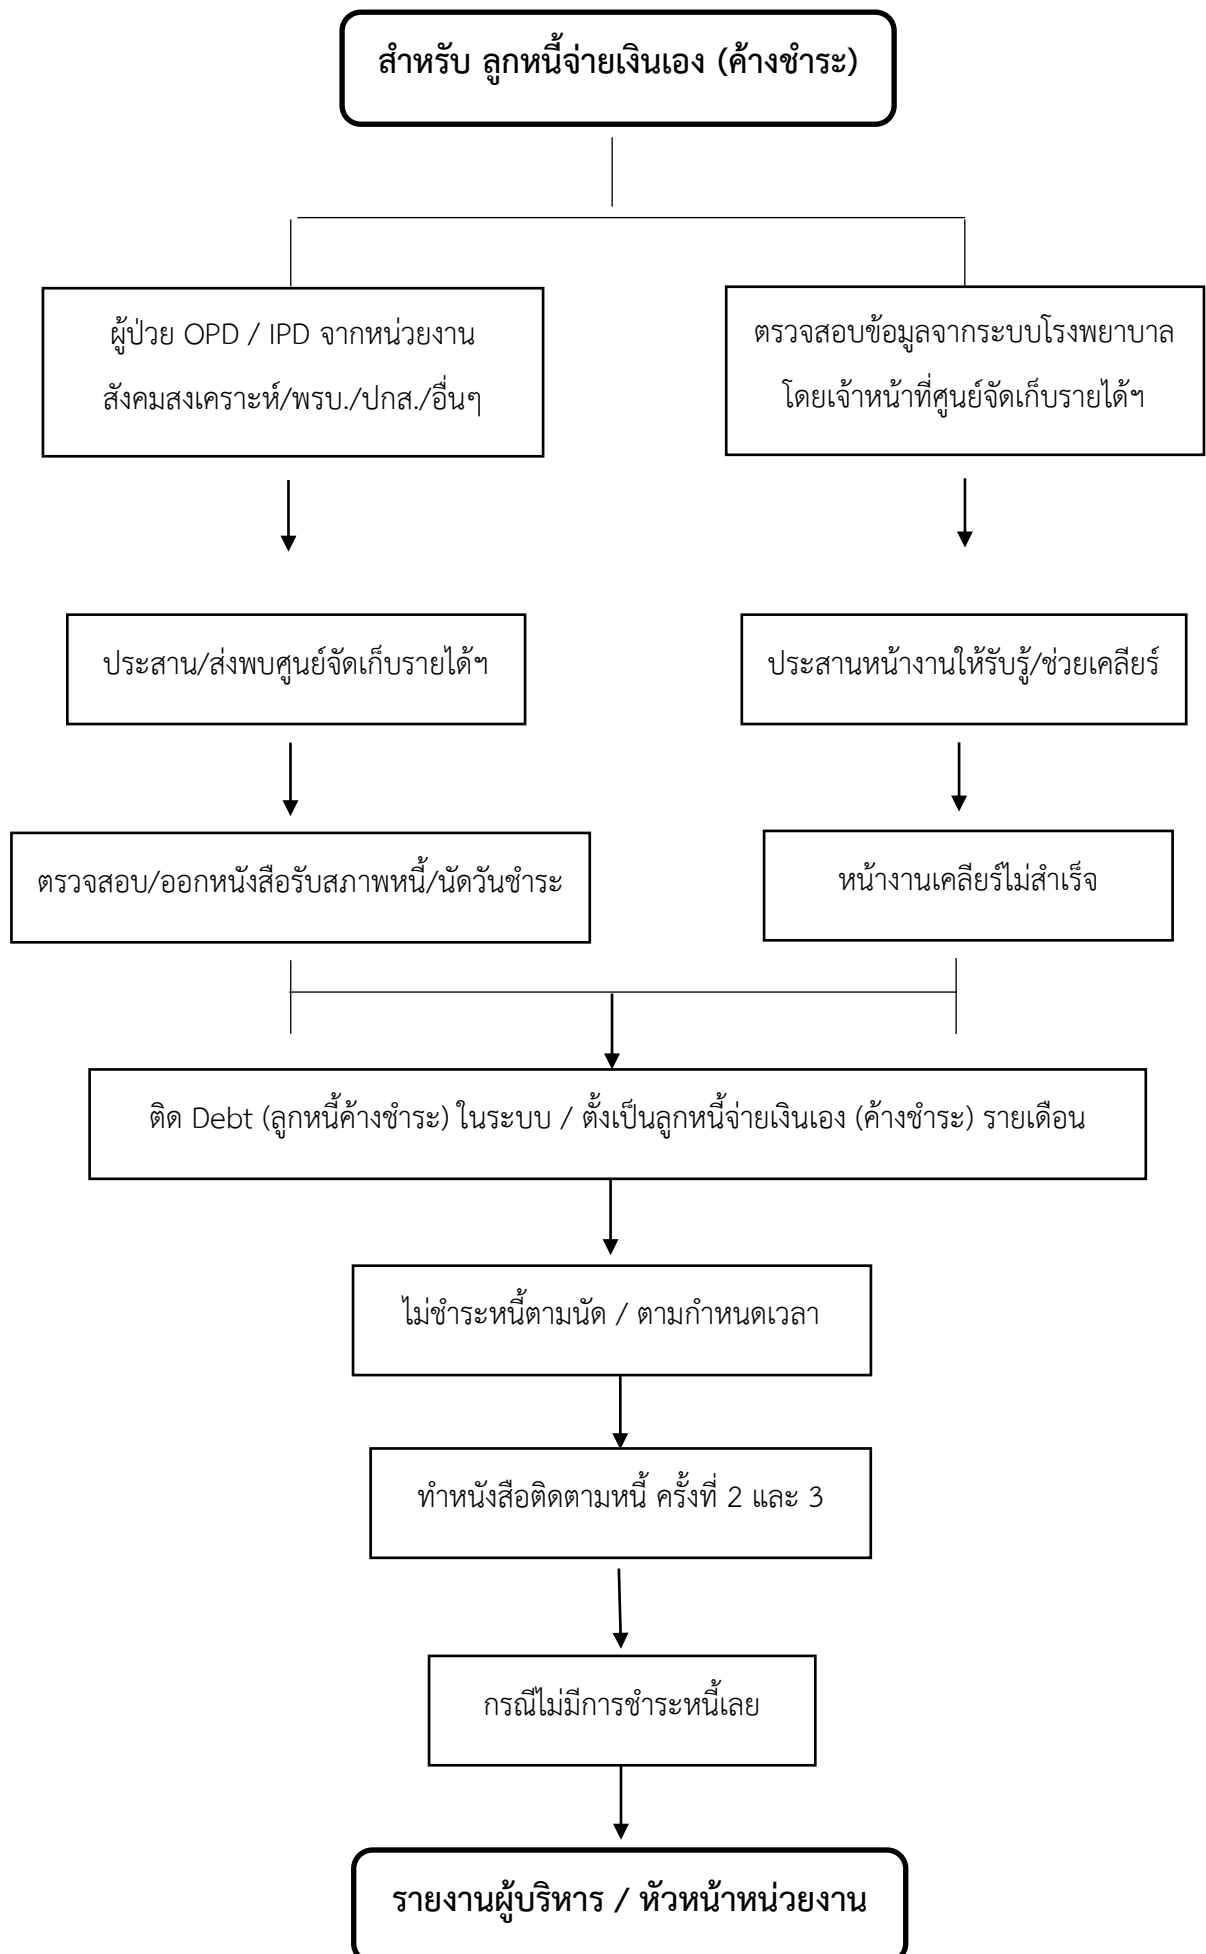 สำหรับ ลูกหนี้จ่ายเงินเอง (ค้างชำระ)
ผู้ป่วย OPD / IPD จากหน่วยงาน
สังคมสงเคราะห์/พรบ./ปกส./อื่นๆ
ตรวจสอบข้อมูลจากระบบโรงพยาบาล
โดยเจ้าหน้าที่ศูนย์จัดเก็บรายได้ฯ
ประสาน/ส่งพบศูนย์จัดเก็บรายได้ฯ
ประสานหน้างานให้รับรู้/ช่วยเคลียร์
ตรวจสอบ/ออกหนังสือรับสภาพหนี้/นัดวันชำระ
หน้างานเคลียร์ไม่สำเร็จ
ติด Debt (ลูกหนี้ค้างชำระ) ในระบบ / ตั้งเป็นลูกหนี้จ่ายเงินเอง (ค้างชำระ) รายเดือน
ไม่ชำระหนี้ตามนัด / ตามกำหนดเวลา
ทำหนังสือติดตามหนี้ ครั้งที่ 2 และ 3
กรณีไม่มีการชำระหนี้เลย
รายงานผู้บริหาร / หัวหน้าหน่วยงาน